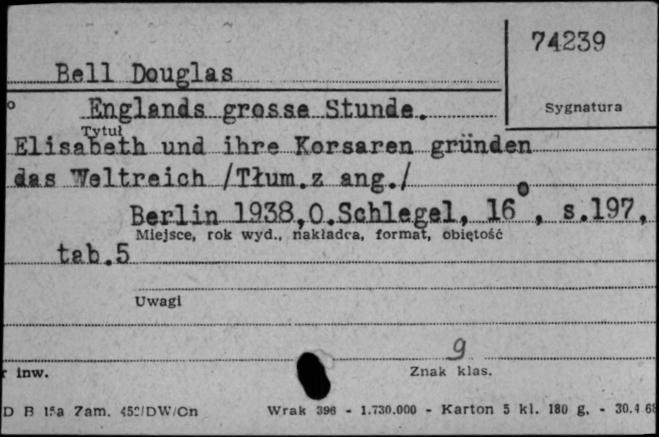 74239
Bell Douglas
Sygnatura
Englands grosse Stunde.
Tytuł
Elisabeth und ihre Korsaren gründen
das Weltreich /Tłum.z ang./
Berlin 1938,O.Schlegel, 16°, s.197,
Miejsce, rok wyd., nakładca, format, objętość
tab.5
Uwagi
9
r inw.
Znak klas.
D B 15a Zam. 452/DW/Cn Wrak 396 - 1.730.000 - Karton 5 kl. 180 g. - 30.4 68